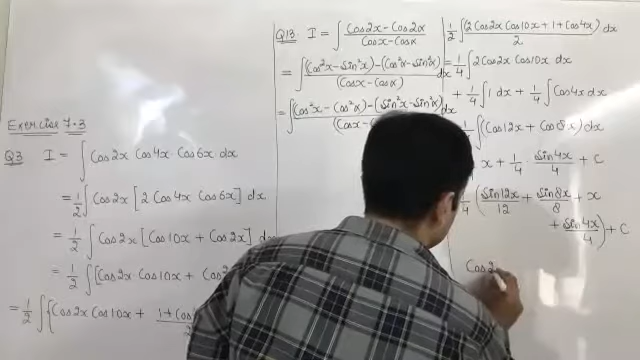 Exercise 7.3
Q3 I = ∫ Cos2x Cos4x Cos6x dx
= 1/2 ∫ Cos2x [2 Cos4x Cos6x] dx
= 1/2 ∫ Cos2x [Cos10x + Cos2x] dx
= 1/2 ∫ [Cos2x Cos10x + Cos
= 1/2 ∫ {Cos2x Cos10x + 1+Cos
Q13. I = ∫ (Cos2x - Cos2α)/(Cosx - Cosα)
= ∫ ((Cos²x - Sin²x) - (Cos²α - Sin²α))/(Cosx - Cosα) dx
= ∫ ((Cos²x - Cos²α) - (Sin²x - Sin²α))/(Cosx - C dx
1/2 ∫ (2 Cos2x Cos10x + 1 + Cos4x)/2 dx
= 1/4 ∫ 2Cos2x Cos10x dx
+ 1/4 ∫ 1 dx + 1/4 ∫ Cos4x dx
1/4 ∫ (Cos12x + Cos8x) dx
x + 1/4 · Sin4x/4 + C
1/4 (Sin12x/12 + Sin8x/8 + x
+ Sin4x/4) + C
Cos2